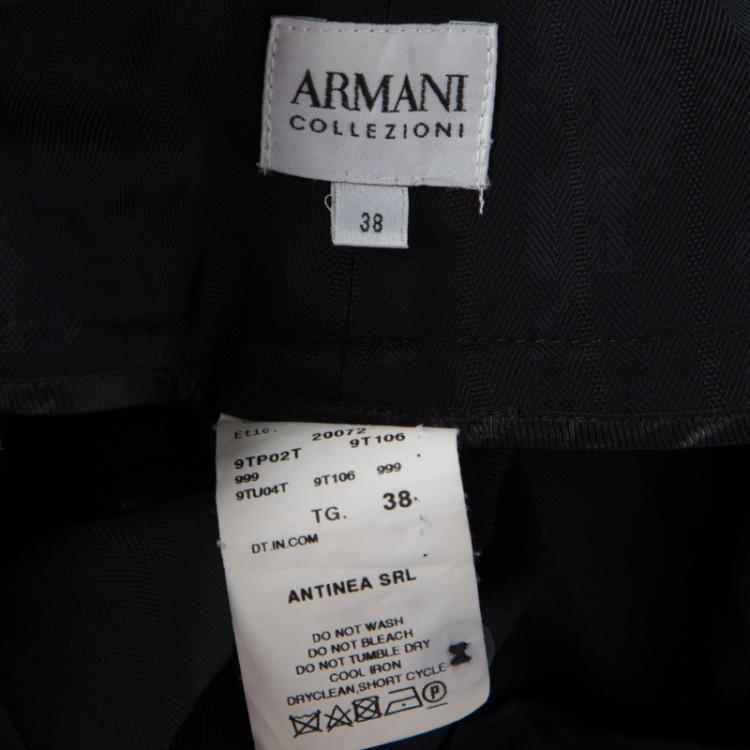 ARMANI
COLLEZIONI
38
Etic. 20072
9TP02T 9T106
999
9TU04T 9T106 999
TG. 38
DT.IN.COM
ANTINEA SRL
DO NOT WASH
DO NOT BLEACH
DO NOT TUMBLE DRY
COOL IRON
DRYCLEAN,SHORT CYCLE
P